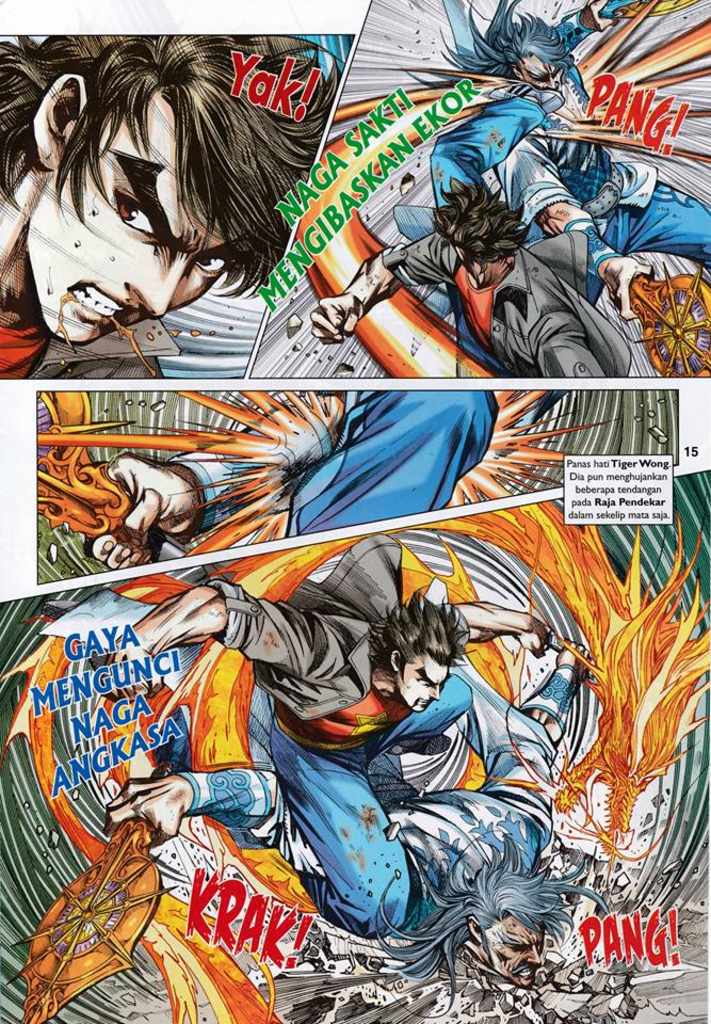 Yak!
NAGA SAKTI
MENGIBASKAN EKOR
PANG!
15
Panas hati Tiger Wong.
Dia pun menghujankan
beberapa tendangan
pada Raja Pendekar
dalam sekelip mata saja.
GAYA
MENGUNCI
NAGA
ANGKASA
KRAK!
PANG!